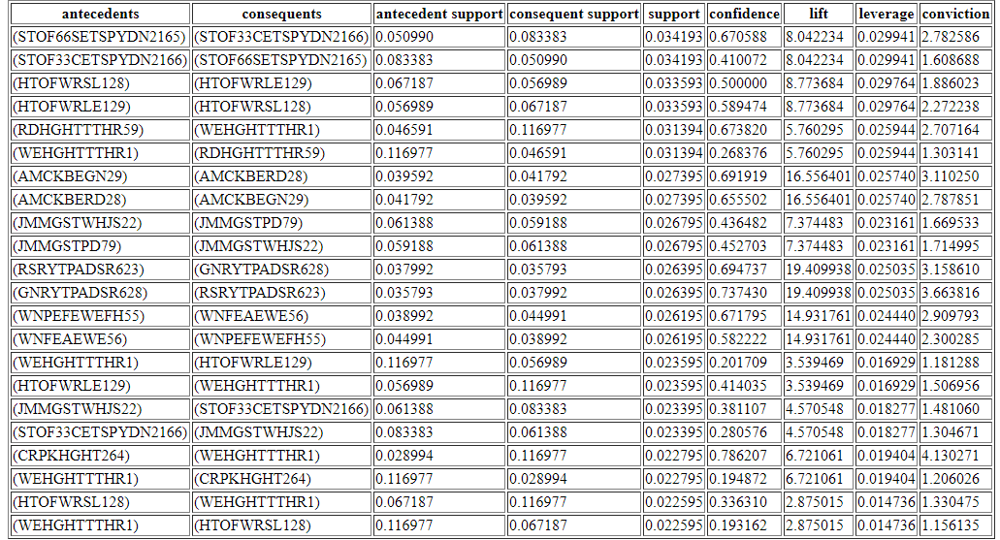 antecedents consequents antecedent support consequent support support confidence lift leverage conviction
(STOF66SETSPYDN2165) (STOF33CETSPYDN2166) 0.050990 0.083383 0.034193 0.670588 8.042234 0.029941 2.782586
(STOF33CETSPYDN2166) (STOF66SETSPYDN2165) 0.083383 0.050990 0.034193 0.410072 8.042234 0.029941 1.608688
(HTOFWRSL128) (HTOFWRLE129) 0.067187 0.056989 0.033593 0.500000 8.773684 0.029764 1.886023
(HTOFWRLE129) (HTOFWRSL128) 0.056989 0.067187 0.033593 0.589474 8.773684 0.029764 2.272238
(RDHGHTTTHR59) (WEHGHTTTHR1) 0.046591 0.116977 0.031394 0.673820 5.760295 0.025944 2.707164
(WEHGHTTTHR1) (RDHGHTTTHR59) 0.116977 0.046591 0.031394 0.268376 5.760295 0.025944 1.303141
(AMCKBEGN29) (AMCKBERD28) 0.039592 0.041792 0.027395 0.691919 16.556401 0.025740 3.110250
(AMCKBERD28) (AMCKBEGN29) 0.041792 0.039592 0.027395 0.655502 16.556401 0.025740 2.787851
(JMMGSTWHJS22) (JMMGSTPD79) 0.061388 0.059188 0.026795 0.436482 7.374483 0.023161 1.669533
(JMMGSTPD79) (JMMGSTWHJS22) 0.059188 0.061388 0.026795 0.452703 7.374483 0.023161 1.714995
(RSRYTPADSR623) (GNRYTPADSR628) 0.037992 0.035793 0.026395 0.694737 19.409938 0.025035 3.158610
(GNRYTPADSR628) (RSRYTPADSR623) 0.035793 0.037992 0.026395 0.737430 19.409938 0.025035 3.663816
(WNPEFEWEFH55) (WNFEAEWE56) 0.038992 0.044991 0.026195 0.671795 14.931761 0.024440 2.909793
(WNFEAEWE56) (WNPEFEWEFH55) 0.044991 0.038992 0.026195 0.582222 14.931761 0.024440 2.300285
(WEHGHTTTHR1) (HTOFWRLE129) 0.116977 0.056989 0.023595 0.201709 3.539469 0.016929 1.181288
(HTOFWRLE129) (WEHGHTTTHR1) 0.056989 0.116977 0.023595 0.414035 3.539469 0.016929 1.506956
(JMMGSTWHJS22) (STOF33CETSPYDN2166) 0.061388 0.083383 0.023395 0.381107 4.570548 0.018277 1.481060
(STOF33CETSPYDN2166) (JMMGSTWHJS22) 0.083383 0.061388 0.023395 0.280576 4.570548 0.018277 1.304671
(CRPKHGHT264) (WEHGHTTTHR1) 0.028994 0.116977 0.022795 0.786207 6.721061 0.019404 4.130271
(WEHGHTTTHR1) (CRPKHGHT264) 0.116977 0.028994 0.022795 0.194872 6.721061 0.019404 1.206026
(HTOFWRSL128) (WEHGHTTTHR1) 0.067187 0.116977 0.022595 0.336310 2.875015 0.014736 1.330475
(WEHGHTTTHR1) (HTOFWRSL128) 0.116977 0.067187 0.022595 0.193162 2.875015 0.014736 1.156135